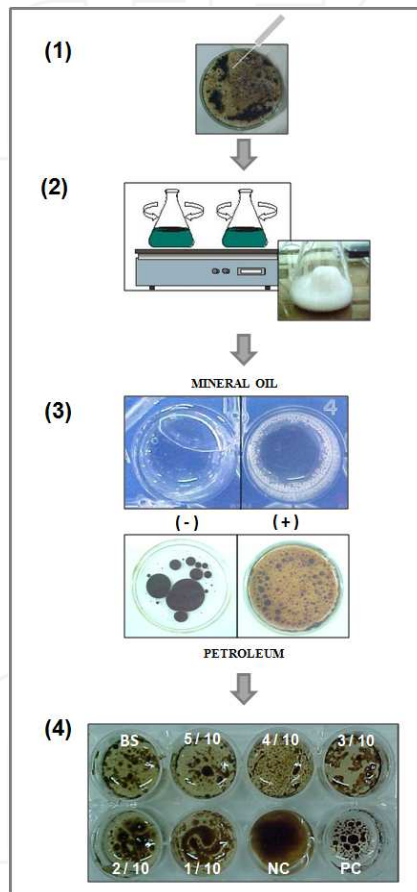 (1)
(2)
MINERAL OIL
(3)
4
(-) (+)
PETROLEUM
(4)
BS 5 / 10 4 / 10 3 / 10
2 / 10 1 / 10 NC PC